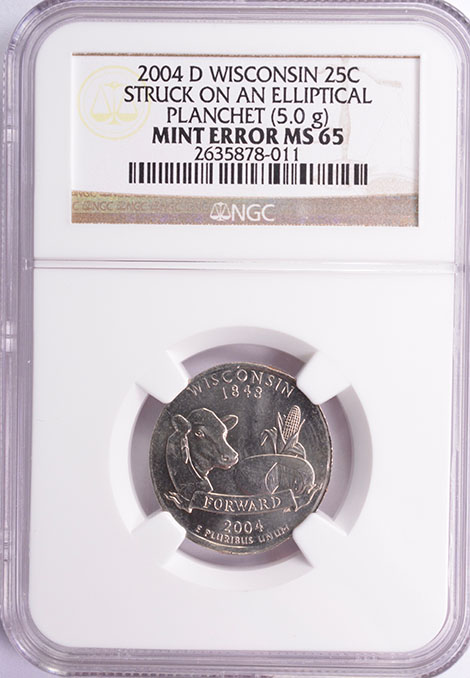 2004 D WISCONSIN 25C
STRUCK ON AN ELLIPTICAL
PLANCHET (5.0 g)
MINT ERROR MS 65
2635878-011
NGC
WISCONSIN
1848
FORWARD
2004
E PLURIBUS UNUM